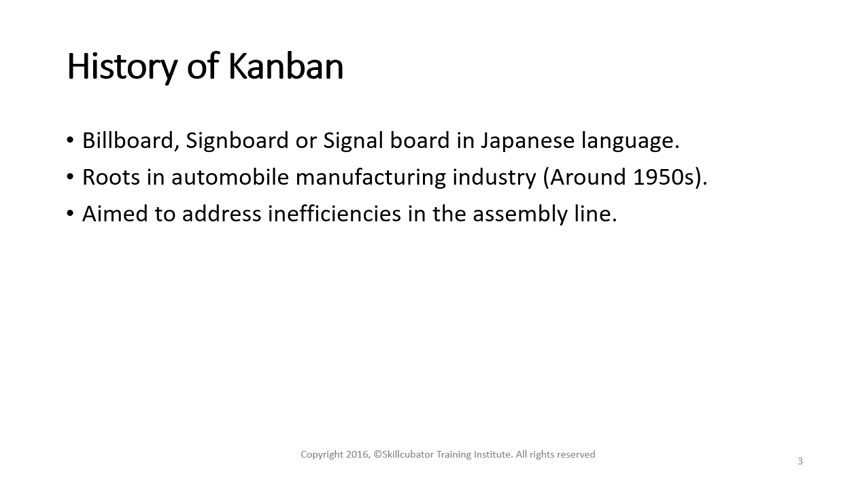 History of Kanban
• Billboard, Signboard or Signal board in Japanese language.
• Roots in automobile manufacturing industry (Around 1950s).
• Aimed to address inefficiencies in the assembly line.
Copyright 2016, ©Skillcubator Training Institute. All rights reserved
3